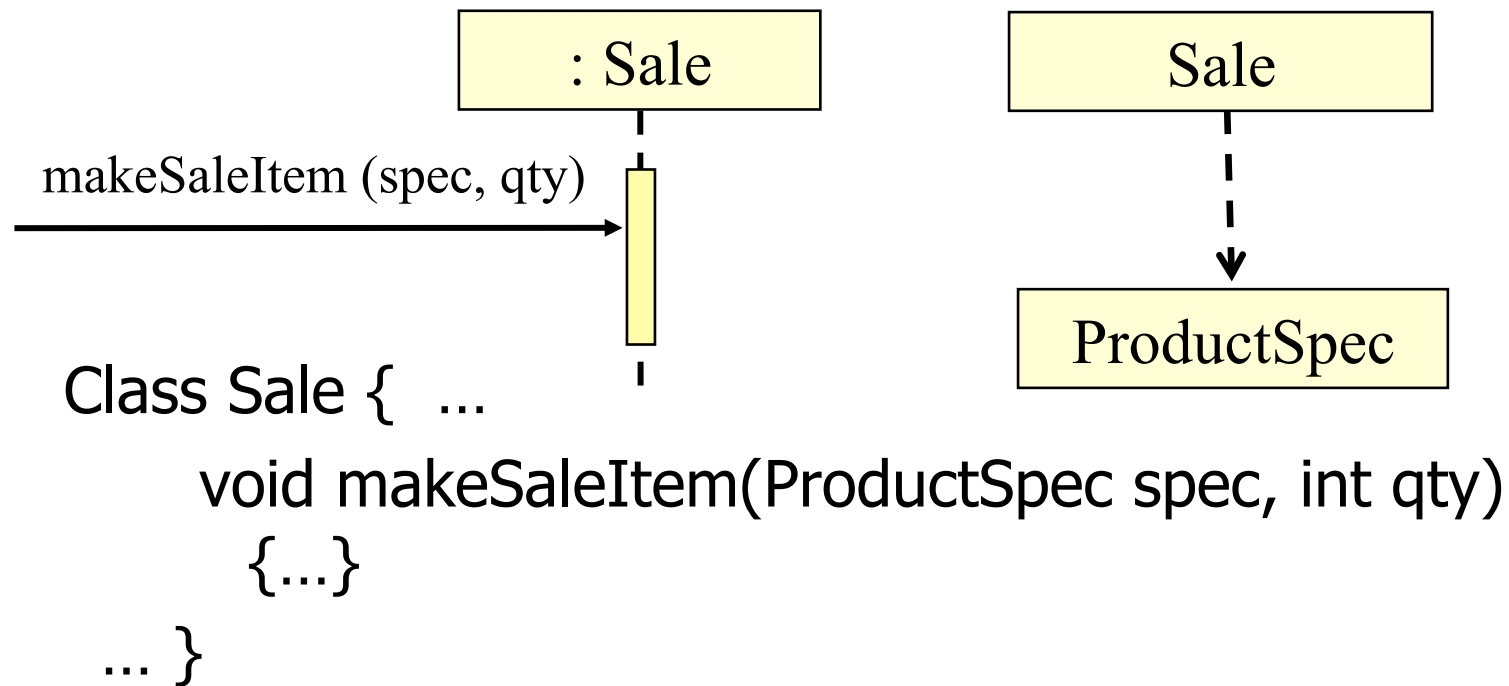 : Sale
Sale
makeSaleItem (spec, qty)
ProductSpec
Class Sale { ...
void makeSaleItem(ProductSpec spec, int qty)
{...}
... }